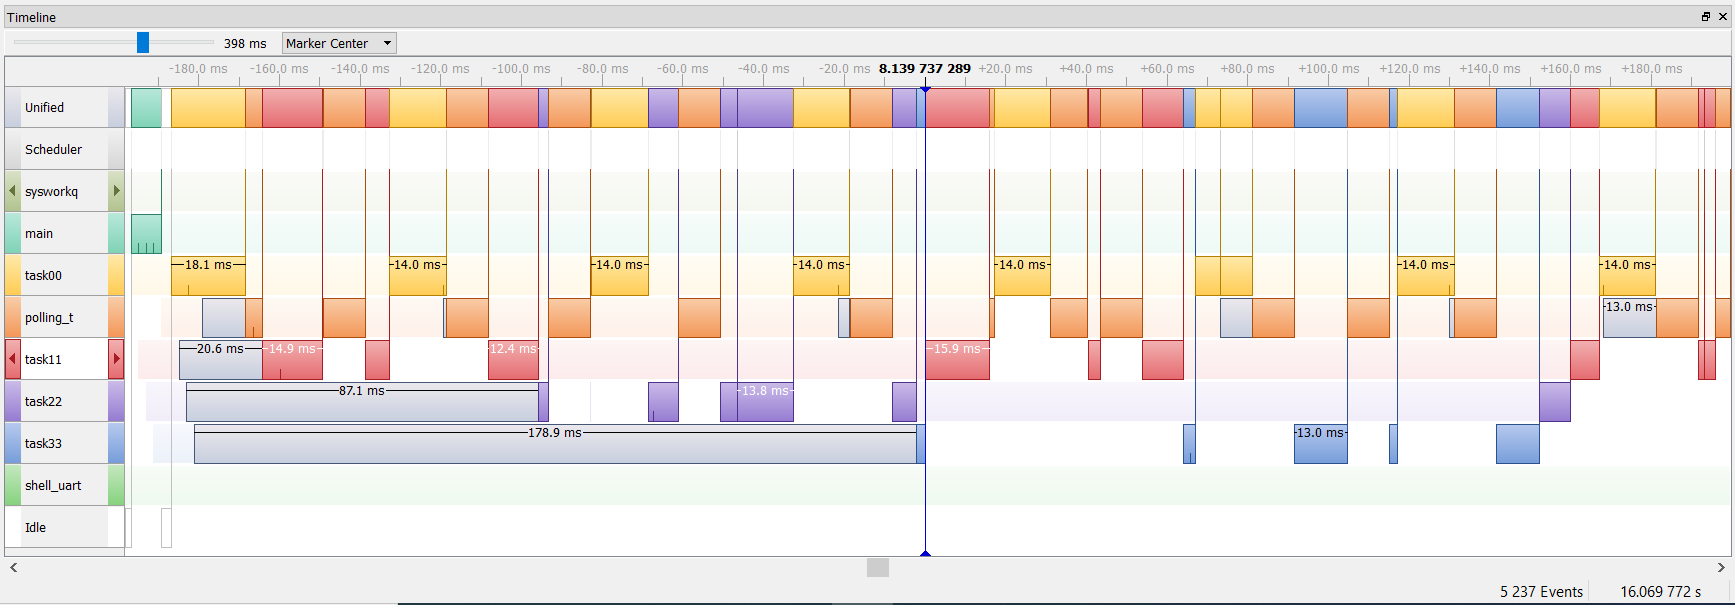 Timeline
398 ms Marker Center
-180.0 ms -160.0 ms -140.0 ms -120.0 ms -100.0 ms -80.0 ms -60.0 ms -40.0 ms -20.0 ms 8.139 737 289 +20.0 ms +40.0 ms +60.0 ms +80.0 ms +100.0 ms +120.0 ms +140.0 ms +160.0 ms +180.0 ms
Unified
Scheduler
sysworkq
main
task00 18.1 ms 14.0 ms 14.0 ms 14.0 ms 14.0 ms 14.0 ms 14.0 ms
polling_t 13.0 ms
task11 20.6 ms 14.9 ms 12.4 ms 15.9 ms
task22 87.1 ms 13.8 ms
task33 178.9 ms 13.0 ms
shell_uart
Idle
5 237 Events 16.069 772 s